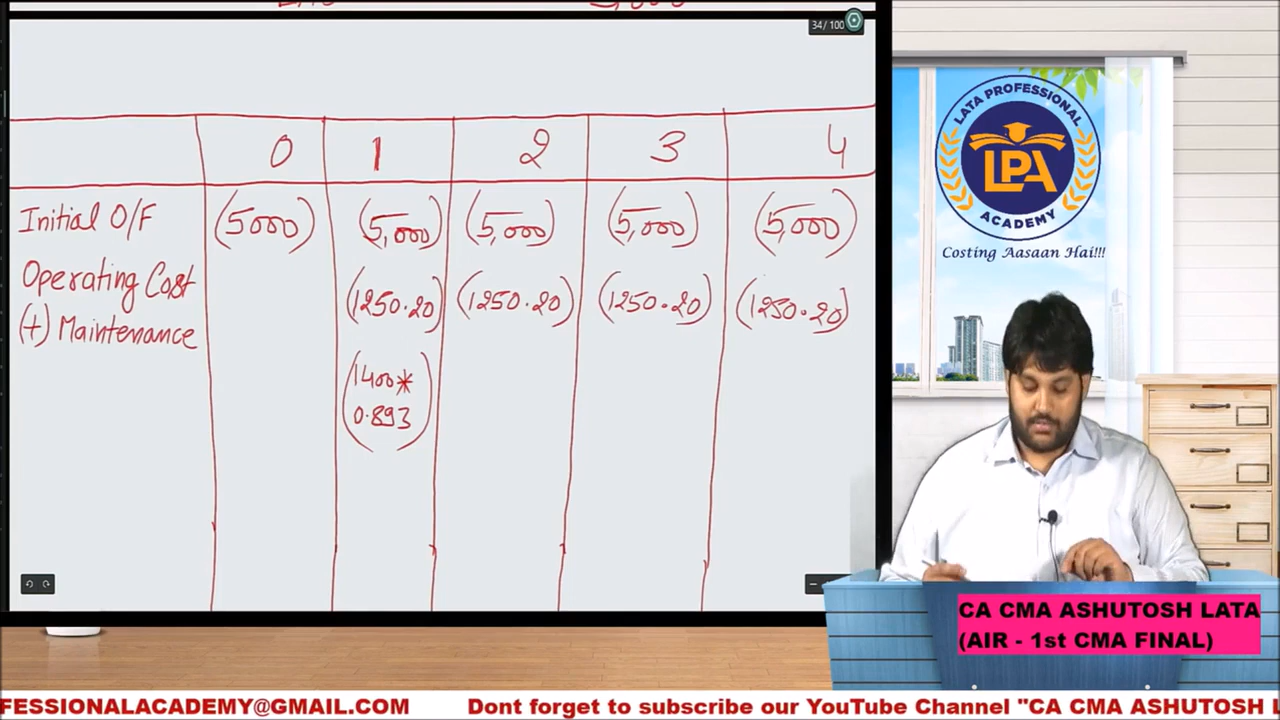 34/100
0 1 2 3 4
Initial O/F (5000) (5,000) (5,000) (5,000) (5,000)
Operating Cost (1250.20) (1250.20) (1250.20) (1250.20)
(+) Maintenance
(1400*
0.893)
LATA PROFESSIONAL
LPA
ACADEMY
Costing Aasaan Hai!!!
CA CMA ASHUTOSH LATA
(AIR - 1st CMA FINAL)
FESSIONALACADEMY@GMAIL.COM Dont forget to subscribe our YouTube Channel "CA CMA ASHUTOSH L